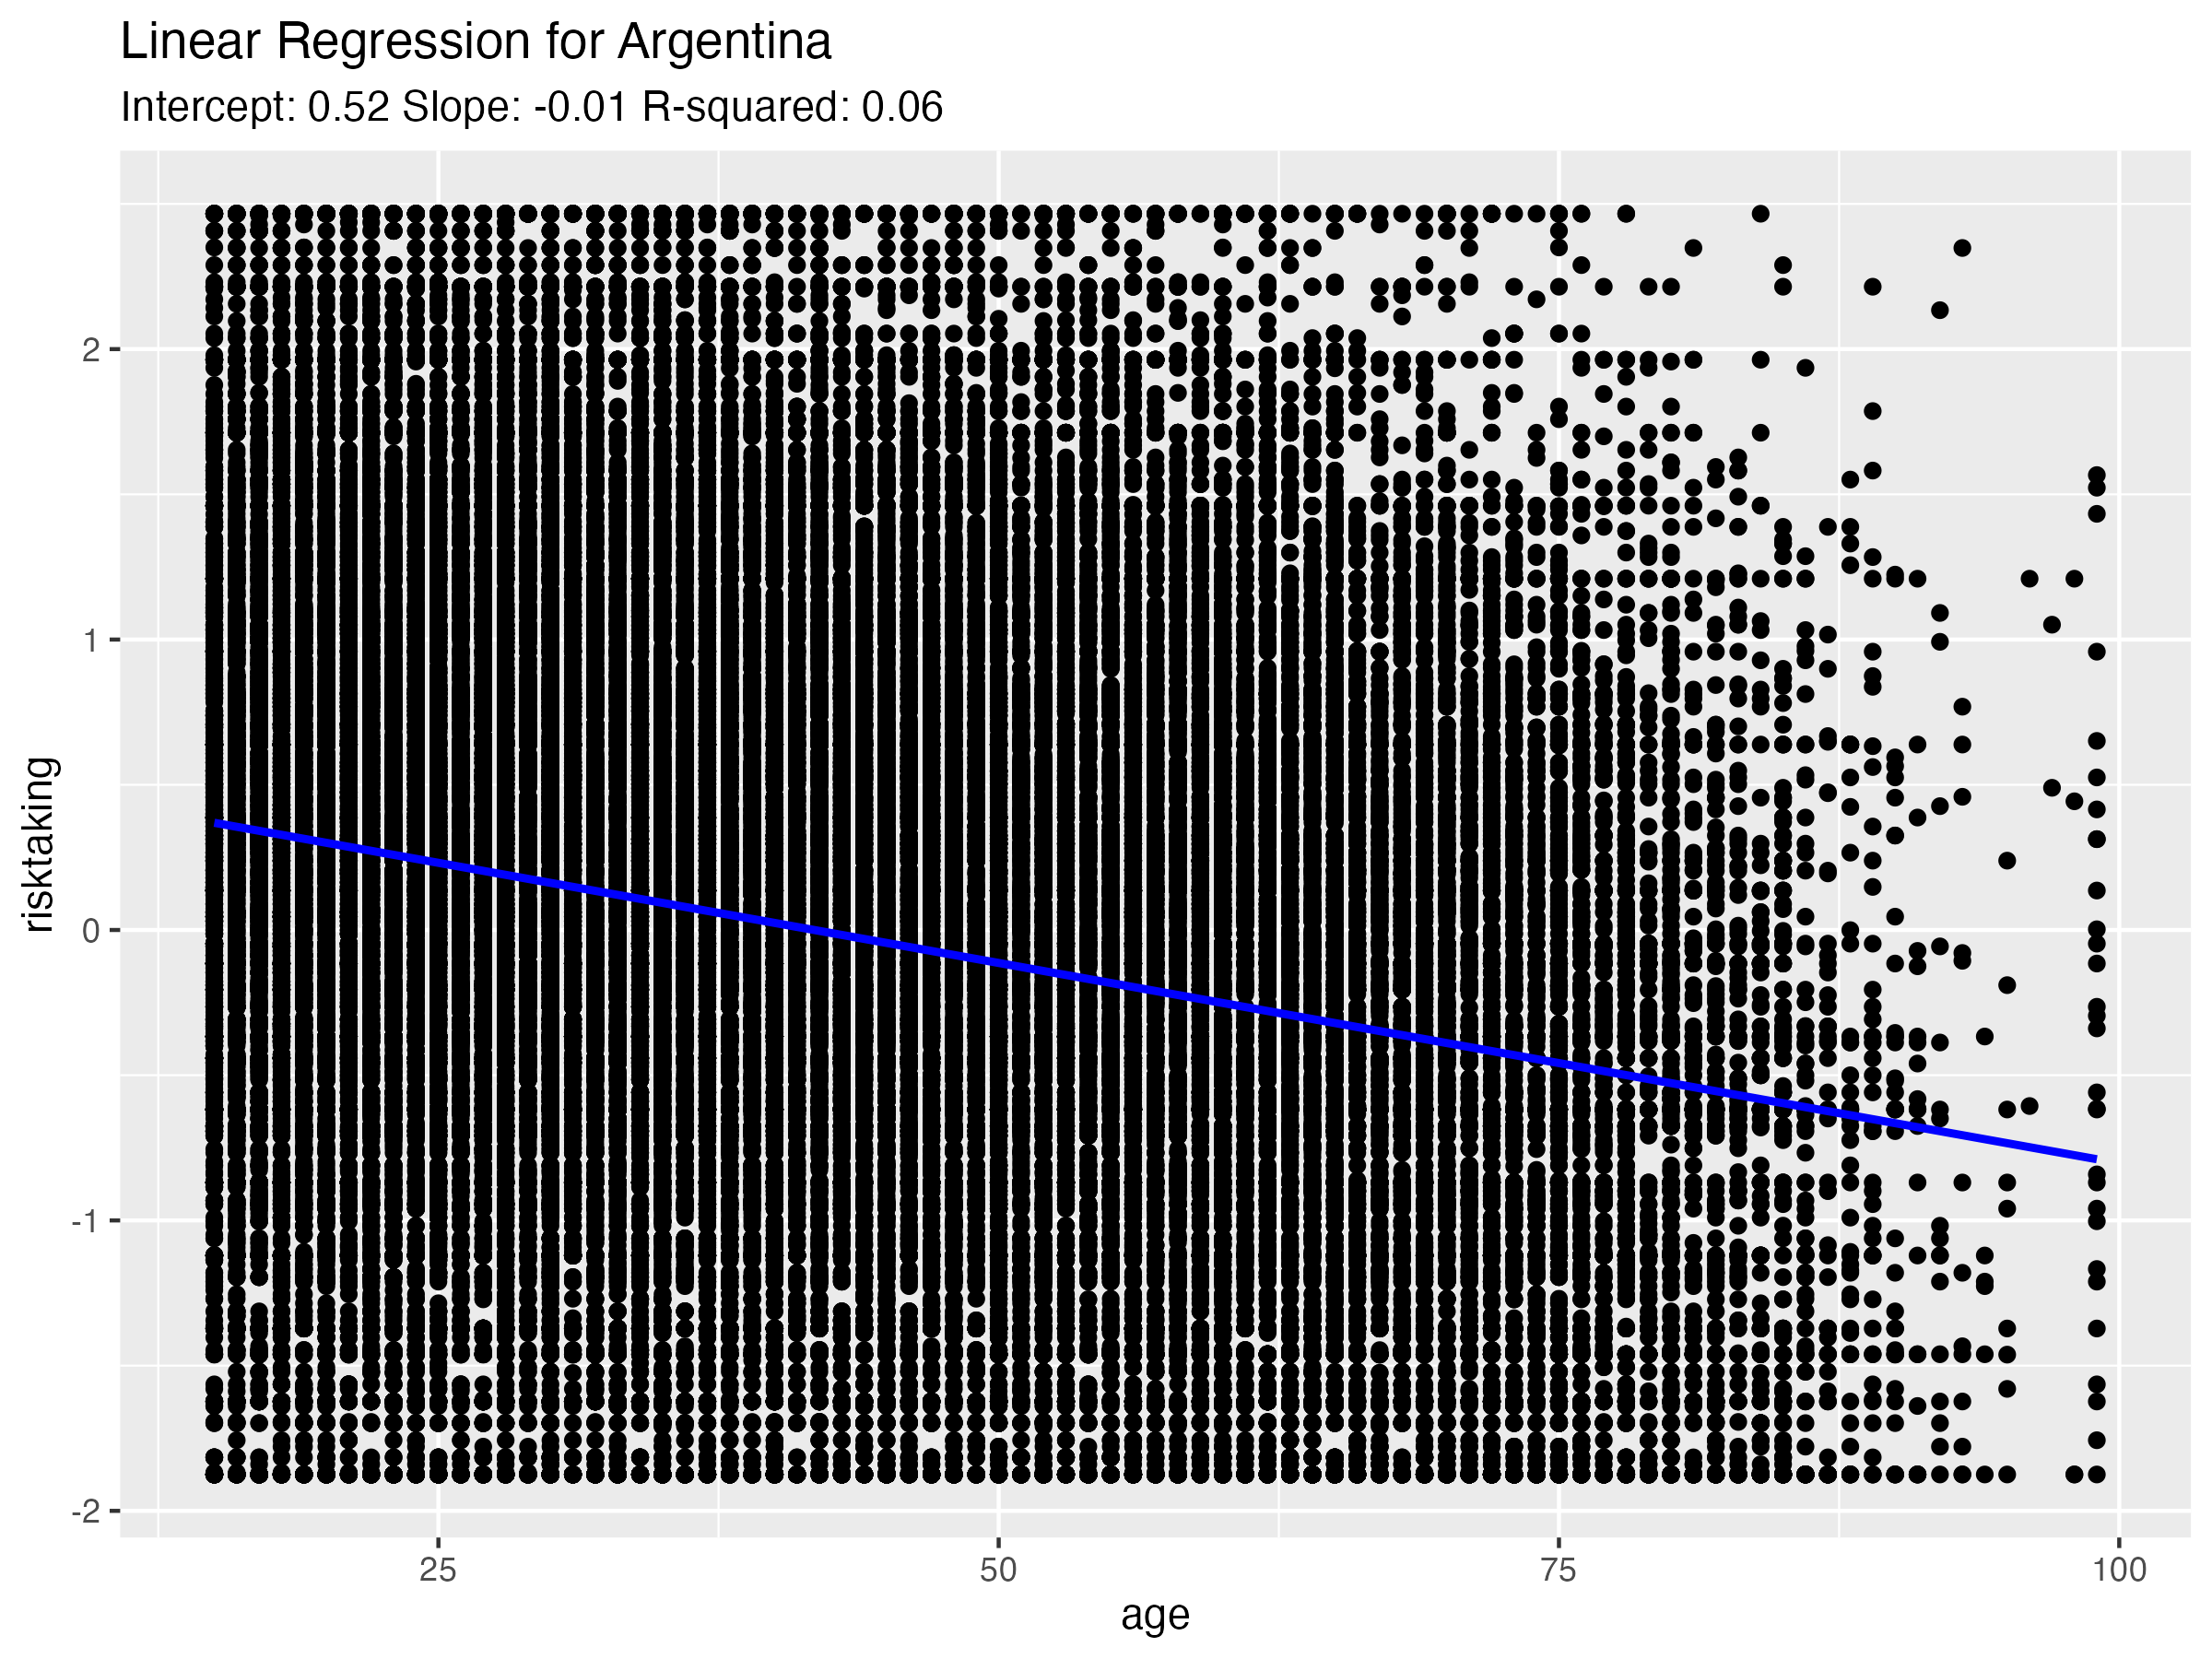 Linear Regression for Argentina
Intercept: 0.52 Slope: -0.01 R-squared: 0.06
risktaking
2
1
0
-1
-2
25 50 75 100
age